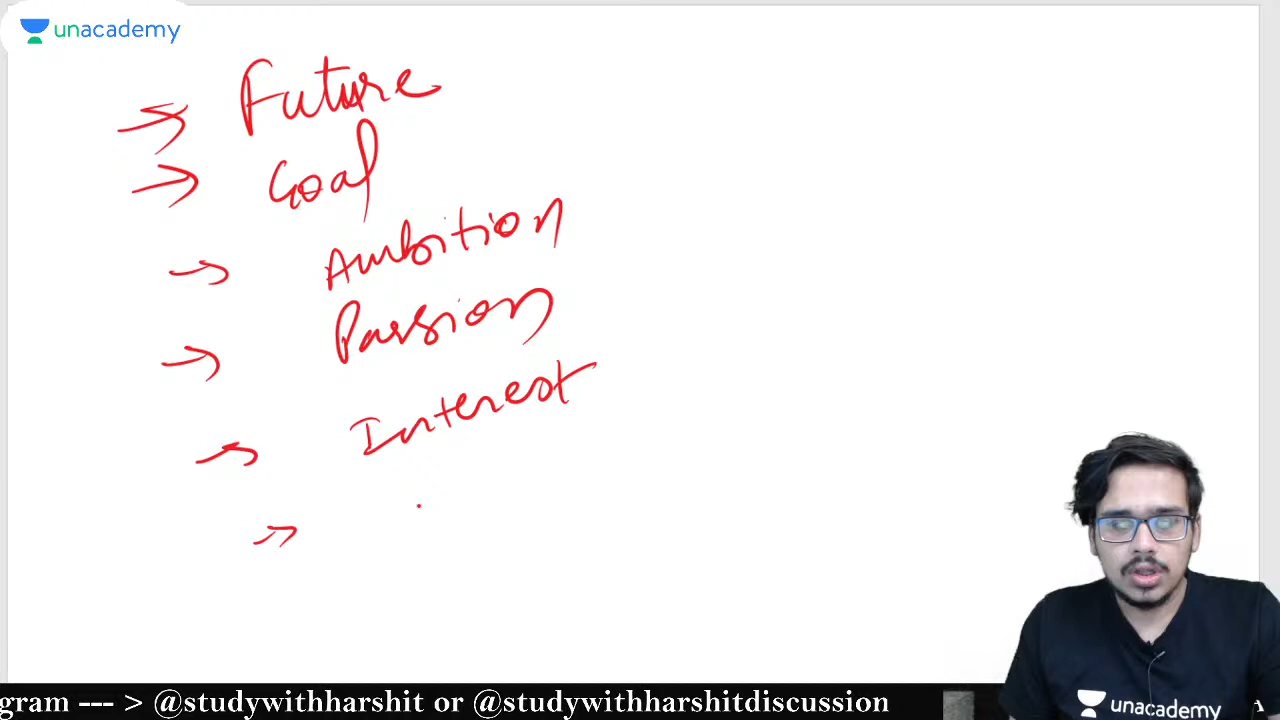 unacademy
→ Future
→ Goal
→ Ambition
→ Passion
→ Interest
→
unacademy
gram --- > @studywithharshit or @studywithharshitdiscussion A